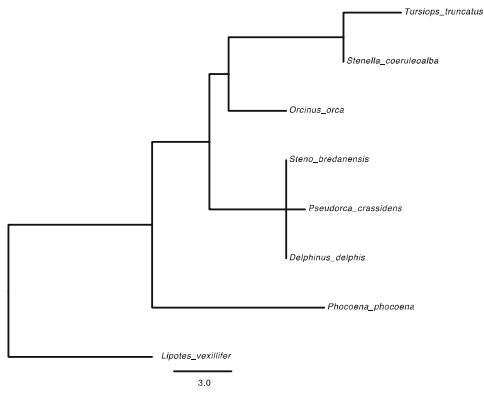 Tursiops_truncatus
Stenella_coeruleoalba
Orcinus_orca
Steno_bredanensis
Pseudorca_crassidens
Delphinus_delphis
Phocoena_phocoena
Lipotes_vexillifer
3.0